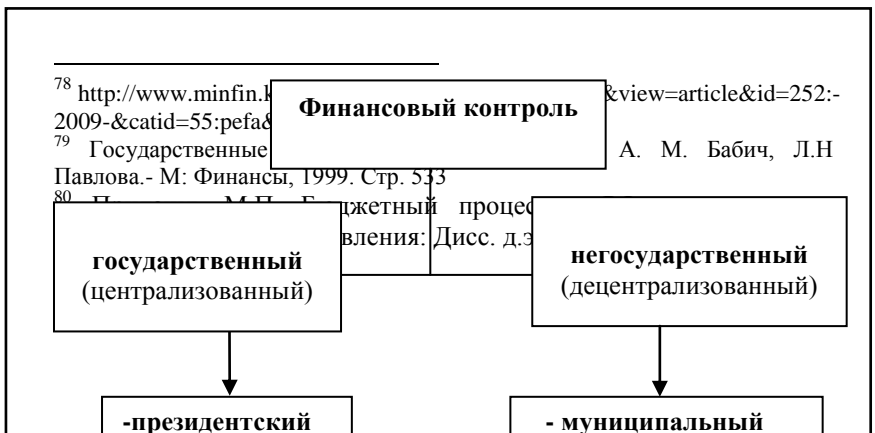 Финансовый контроль
78 http://www.minfin. &view=article&id=252:-
2009-&catid=55:pefa&
79 Государственные А. М. Бабич, Л.Н
Павлова.- М: Финансы, 1999. Стр. 533
80 процес
вления: Дисс. д.э
государственный
(централизованный)
негосударственный
(децентрализованный)
-президентский
- муниципальный